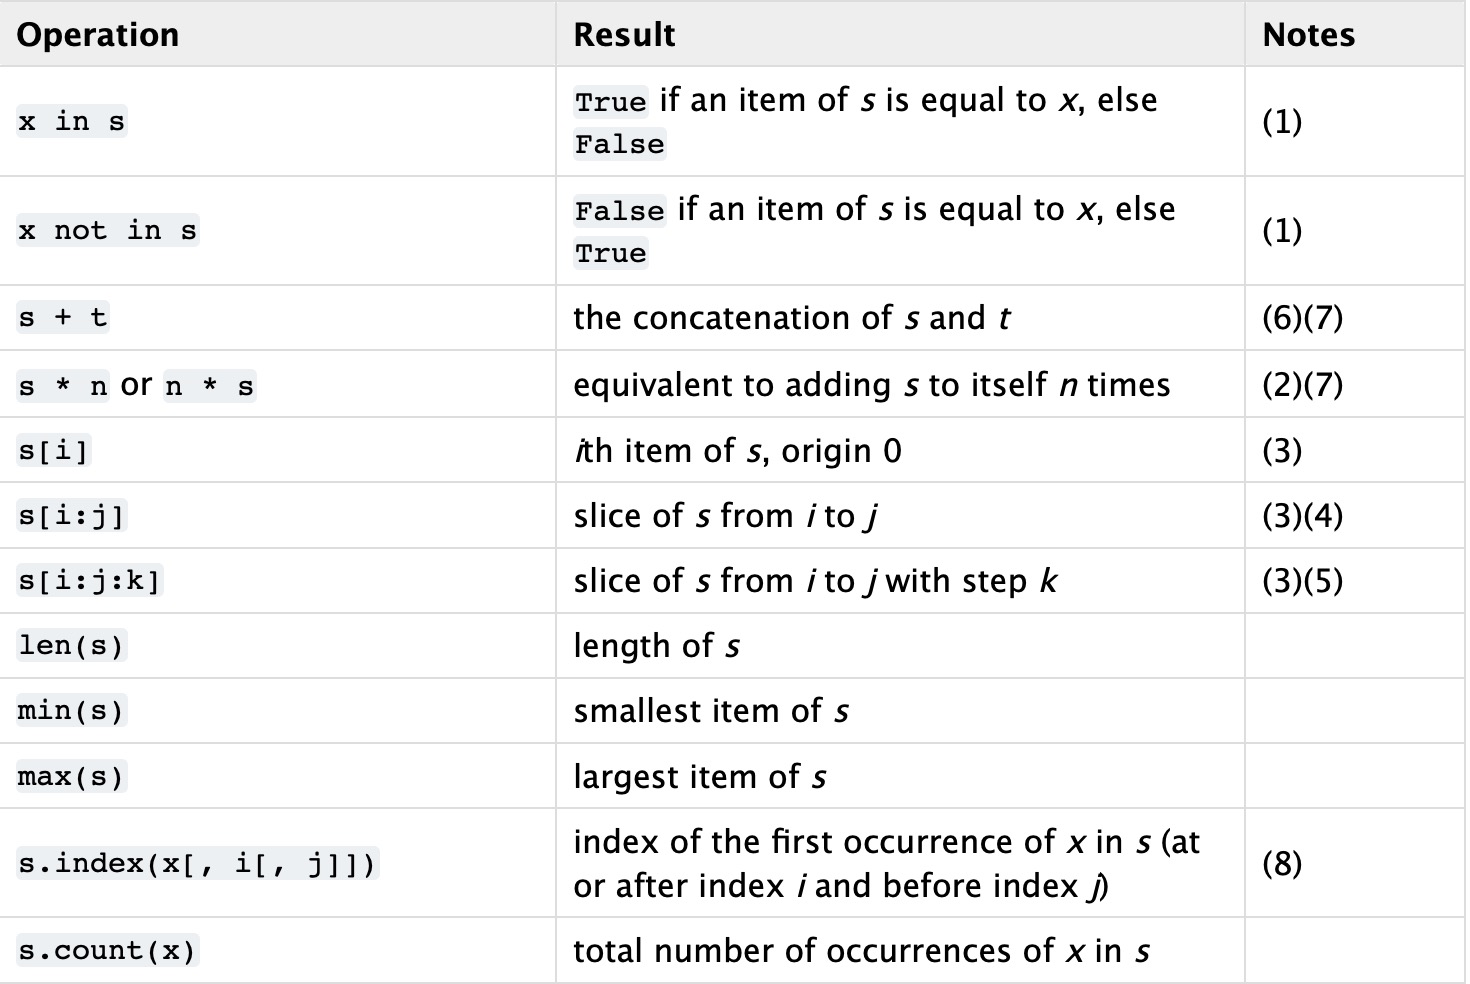 Operation Result Notes
x in s True if an item of s is equal to x, else (1)
False
x not in s False if an item of s is equal to x, else (1)
True
s + t the concatenation of s and t (6)(7)
s * n or n * s equivalent to adding s to itself n times (2)(7)
s[i] ith item of s, origin 0 (3)
s[i:j] slice of s from i to j (3)(4)
s[i:j:k] slice of s from i to j with step k (3)(5)
len(s) length of s
min(s) smallest item of s
max(s) largest item of s
s.index(x[, i[, j]]) index of the first occurrence of x in s (at (8)
or after index i and before index j)
s.count(x) total number of occurrences of x in s